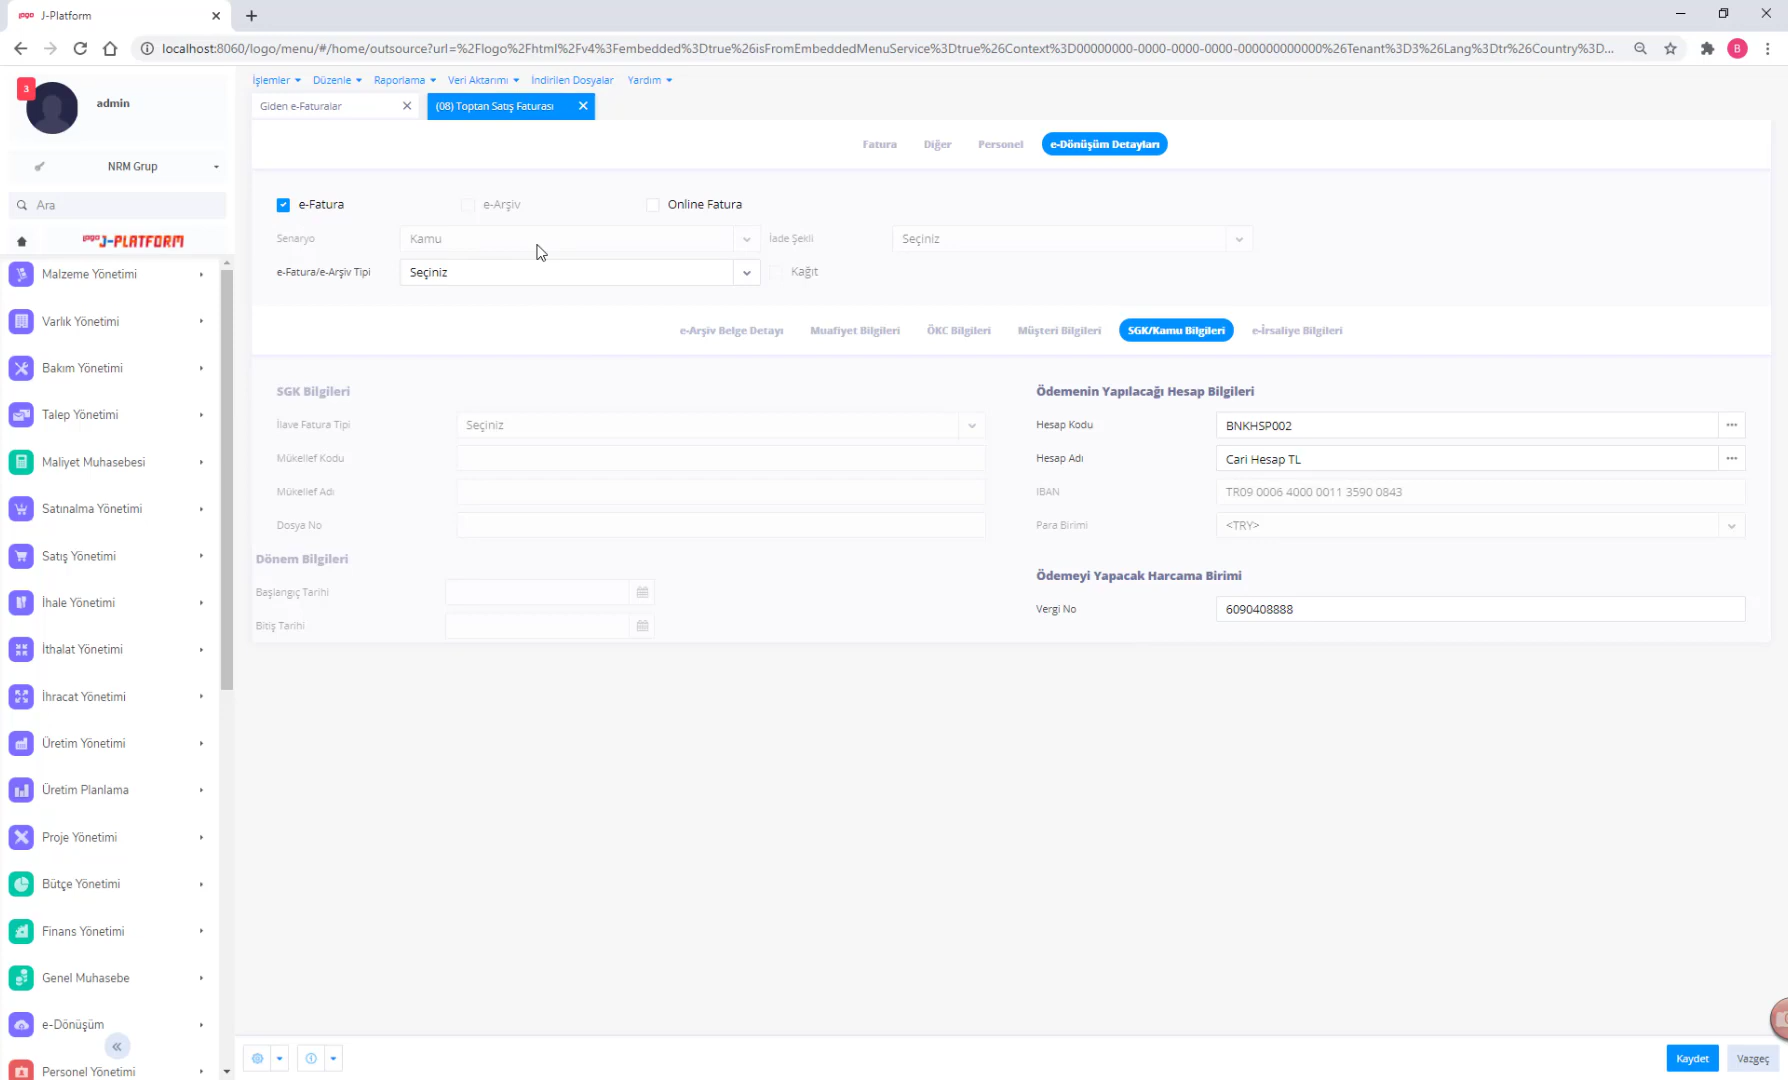 J-Platform
localhost:8060/logo/menu/#/home/outsource?url=%2Flogo%2Fhtml%2Fv4%3Fembedded%3Dtrue%26isFromEmbeddedMenuService%3Dtrue%26Context%3D00000000-0000-0000-0000-000000000000%26Tenant%3D3%26Lang%3Dtr%26Country%3D...
B
3
admin
NRM Grup
Ara
logo J-PLATFORM
Malzeme Yönetimi
Varlık Yönetimi
Bakım Yönetimi
Talep Yönetimi
Maliyet Muhasebesi
Satınalma Yönetimi
Satış Yönetimi
İhale Yönetimi
İthalat Yönetimi
İhracat Yönetimi
Üretim Yönetimi
Üretim Planlama
Proje Yönetimi
Bütçe Yönetimi
Finans Yönetimi
Genel Muhasebe
e-Dönüşüm
Personel Yönetimi
İşlemler Düzenle Raporlama Veri Aktarımı İndirilen Dosyalar Yardım
Giden e-Faturalar (08) Toptan Satış Faturası
Fatura Diğer Personel e-Dönüşüm Detayları
e-Fatura e-Arşiv Online Fatura
Senaryo Kamu İade Şekli Seçiniz
e-Fatura/e-Arşiv Tipi Seçiniz Kağıt
e-Arşiv Belge Detayı Muafiyet Bilgileri ÖKC Bilgileri Müşteri Bilgileri SGK/Kamu Bilgileri e-İrsaliye Bilgileri
SGK Bilgileri
İlave Fatura Tipi Seçiniz
Mükellef Kodu
Mükellef Adı
Dosya No
Dönem Bilgileri
Başlangıç Tarihi
Bitiş Tarihi
Ödemenin Yapılacağı Hesap Bilgileri
Hesap Kodu BNKHSP002
Hesap Adı Cari Hesap TL
IBAN TR09 0006 4000 0011 3590 0843
Para Birimi <TRY>
Ödemeyi Yapacak Harcama Birimi
Vergi No 6090408888
Kaydet Vazgeç